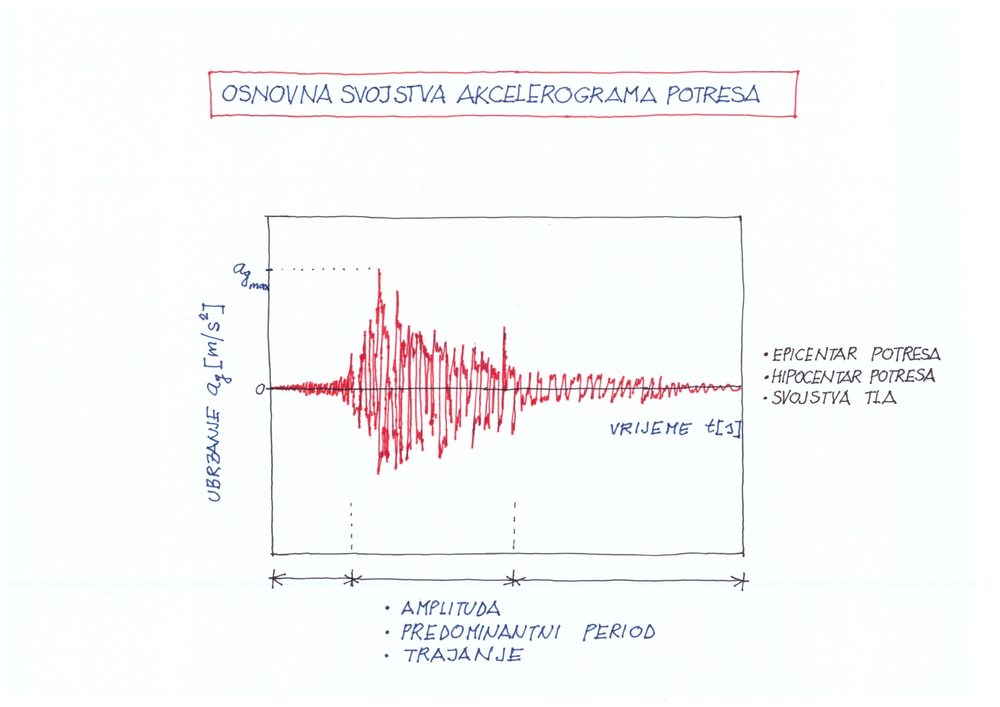 OSNOVNA SVOJSTVA AKCELEROGRAMA POTRESA
ag max
UBRZANJE ag [m/s²]
0
VRIJEME t[s]
• EPICENTAR POTRESA
• HIPOCENTAR POTRESA
• SVOJSTVA TLA
• AMPLITUDA
• PREDOMINANTNI PERIOD
• TRAJANJE